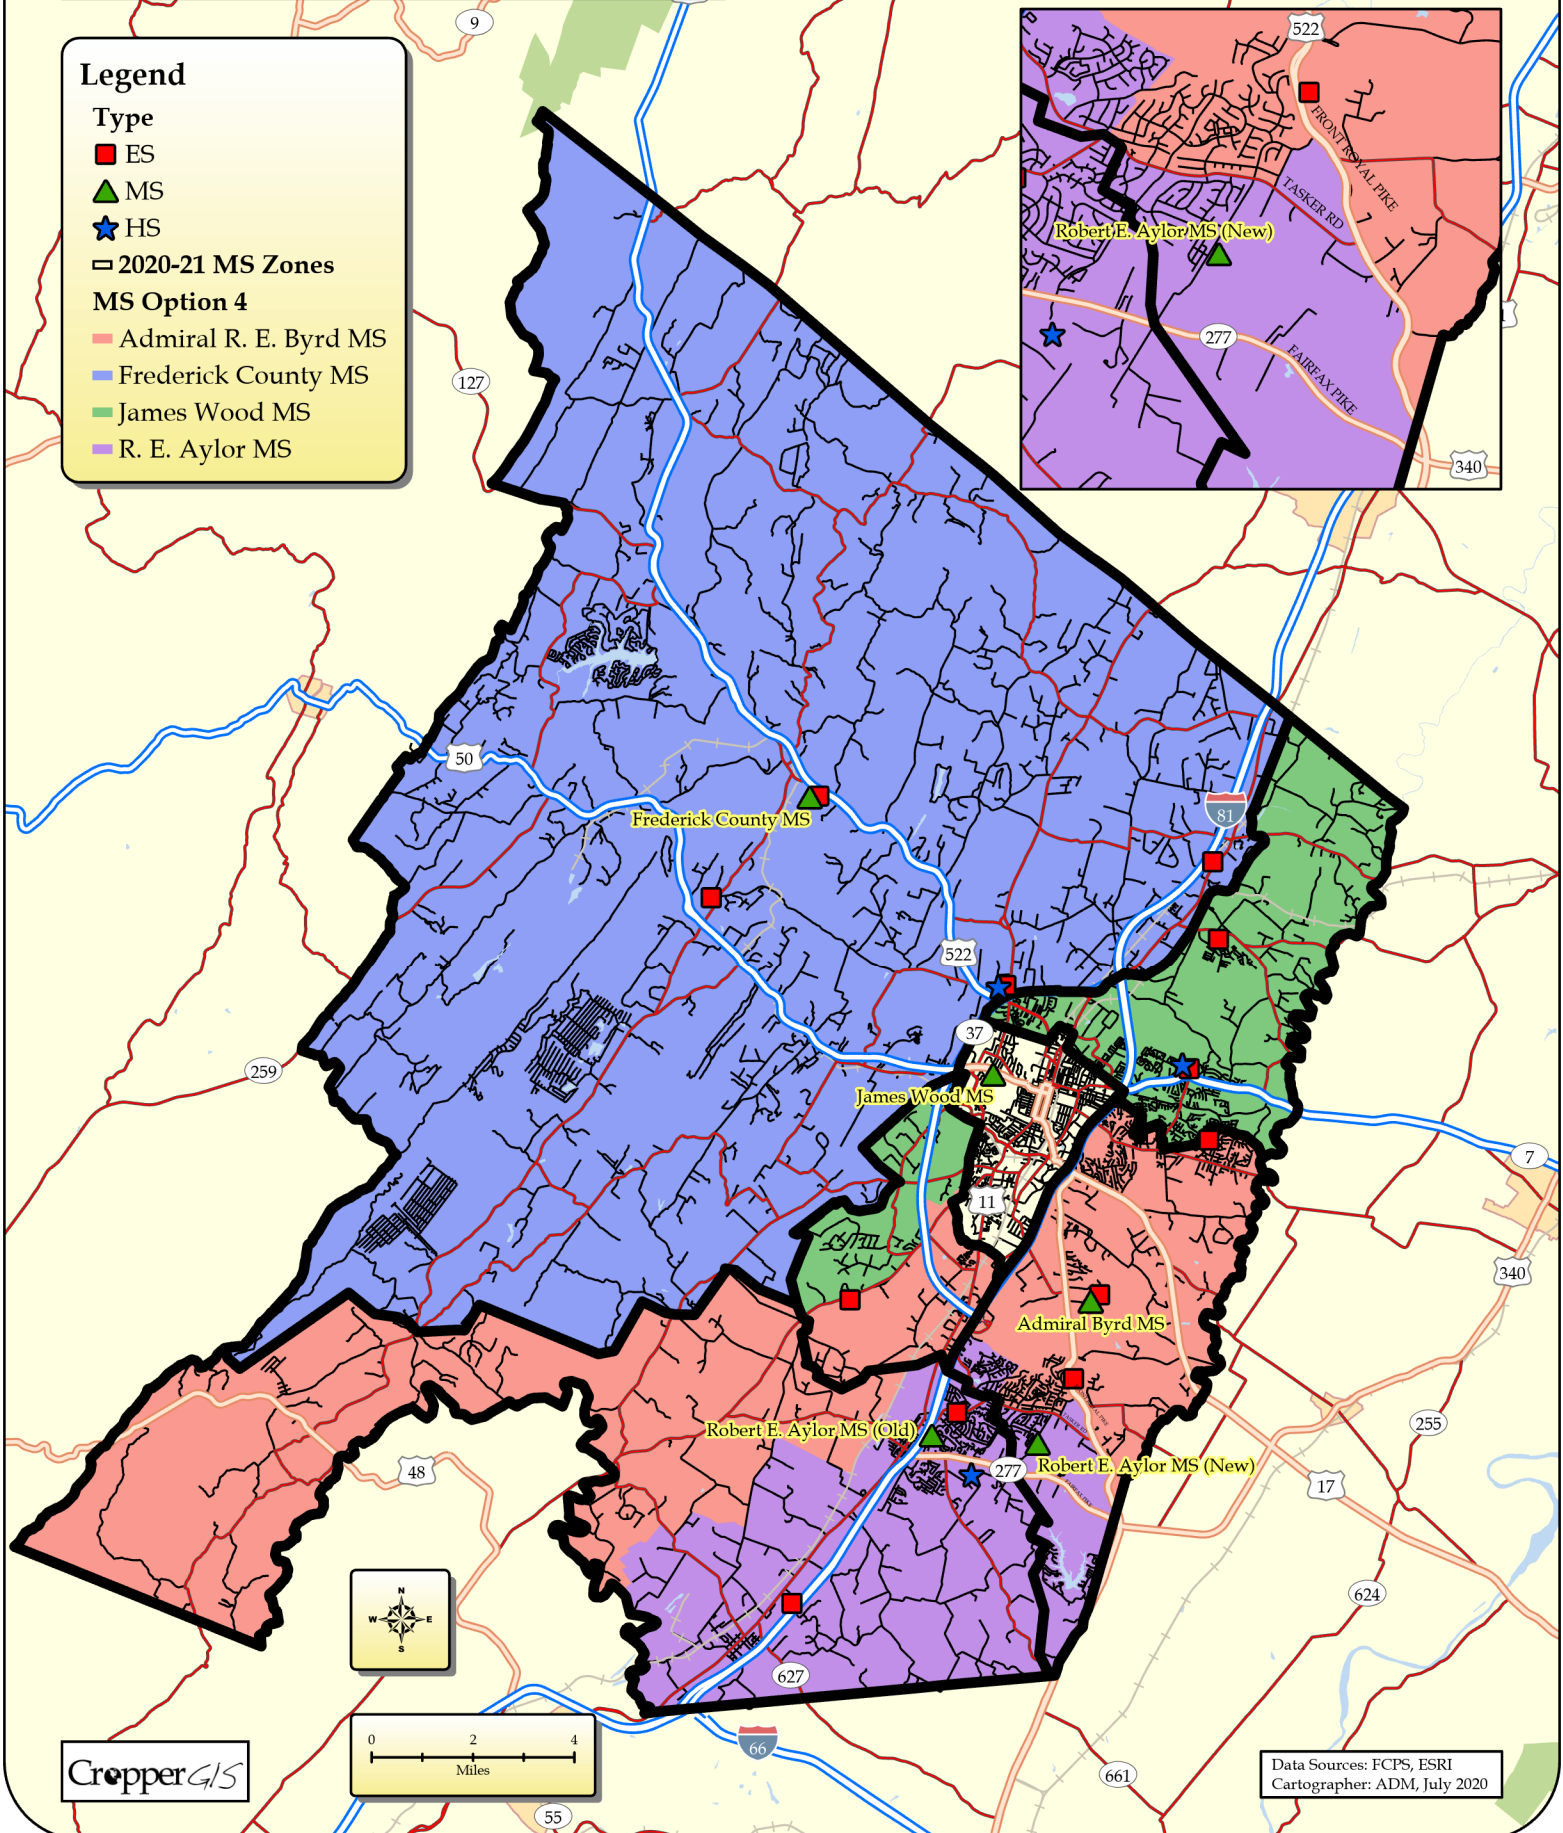 Legend
Type
ES
MS
HS
2020-21 MS Zones
MS Option 4
Admiral R. E. Byrd MS
Frederick County MS
James Wood MS
R. E. Aylor MS
9
127
522
FRONT ROYAL PIKE
TASKER RD
Robert E. Aylor MS (New)
277
FAIRFAX PIKE
340
50
Frederick County MS
81
522
37
259
James Wood MS
7
11
340
Admiral Byrd MS
Robert E. Aylor MS (Old)
TASKER RD
277
Robert E. Aylor MS (New)
FAIRFAX PIKE
255
48
17
624
N
W
E
S
627
0 2 4
Miles
66
CropperGIS
661
55
Data Sources: FCPS, ESRI
Cartographer: ADM, July 2020